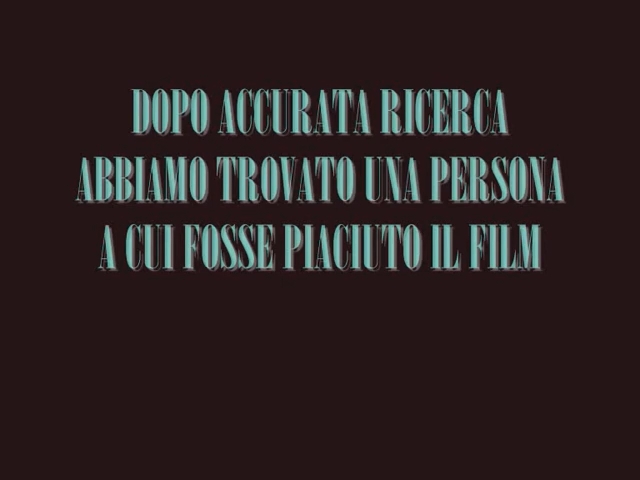 DOPO ACCURATA RICERCA
ABBIAMO TROVATO UNA PERSONA
A CUI FOSSE PIACIUTO IL FILM